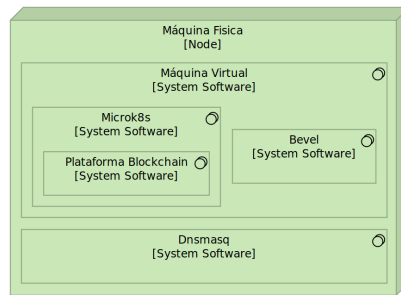 Máquina Fisica
[Node]
Máquina Virtual
[System Software]
Microk8s
[System Software]
Plataforma Blockchain
[System Software]
Bevel
[System Software]
Dnsmasq
[System Software]